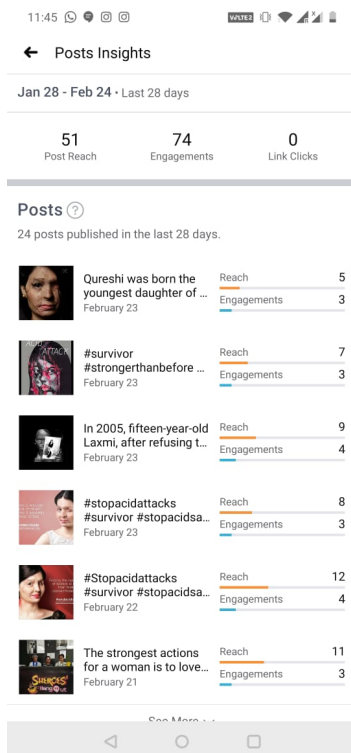 11:45
VoLTE2
Posts Insights
Jan 28 - Feb 24 • Last 28 days
51
Post Reach
74
Engagements
0
Link Clicks
Posts ?
24 posts published in the last 28 days.
Qureshi was born the
youngest daughter of ...
February 23
Reach 5
Engagements 3
ATTACK
#survivor
#strongerthanbefore ...
February 23
Reach 7
Engagements 3
In 2005, fifteen-year-old
Laxmi, after refusing t...
February 23
Reach 9
Engagements 4
#stopacidattacks
#survivor #stopacidsa...
February 23
Reach 8
Engagements 3
#Stopacidattacks
#survivor #stopacidsa...
February 22
Reach 12
Engagements 4
SHEROES
The strongest actions
for a woman is to love...
February 21
Reach 11
Engagements 3
See More